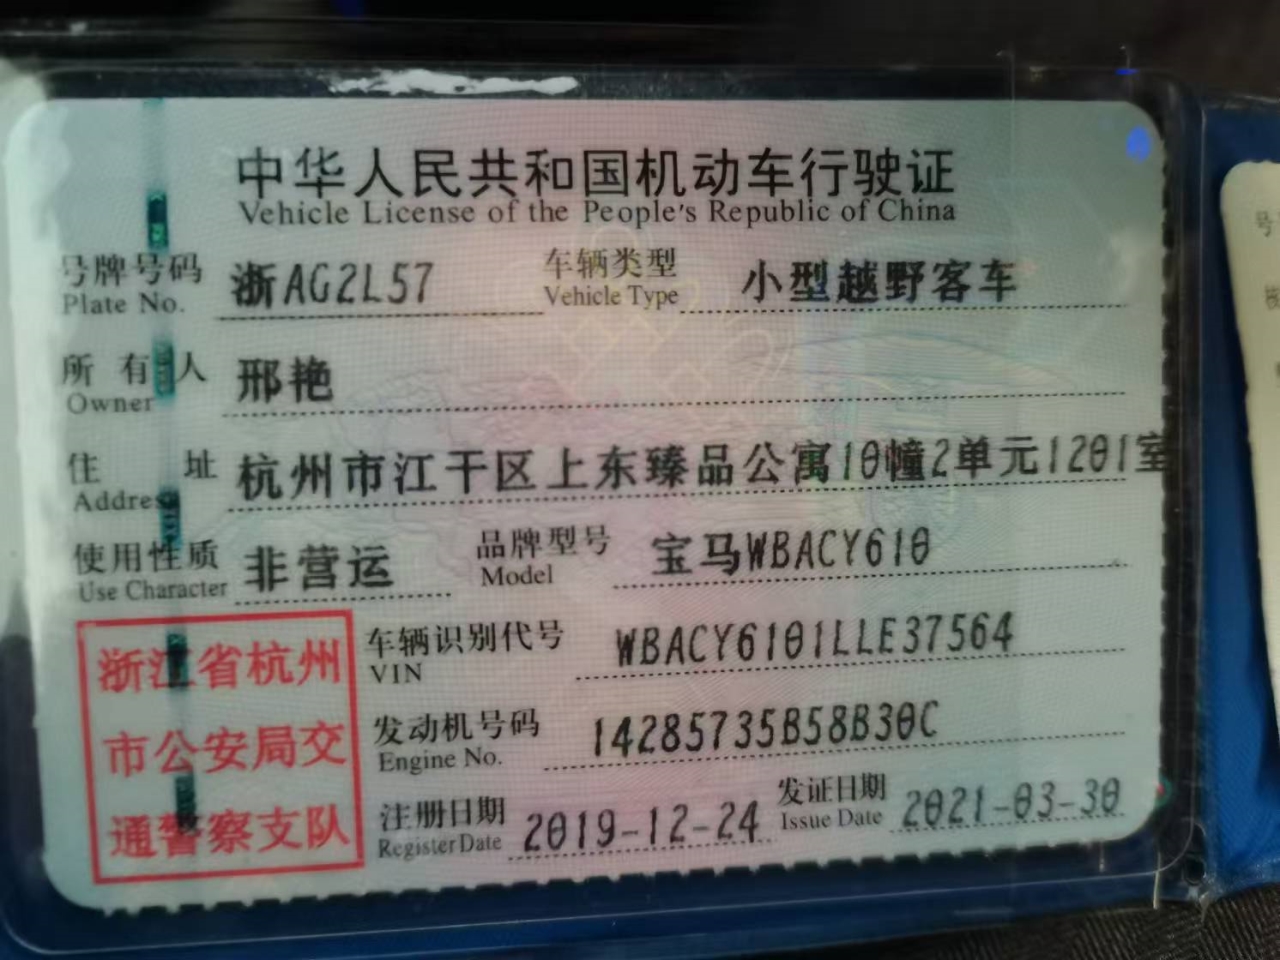 中华人民共和国机动车行驶证
Vehicle License of the People's Republic of China
号牌号码 浙AG2L57 车辆类型 小型越野客车
Plate No. Vehicle Type
所有人 邢艳
Owner
住址 杭州市江干区上东臻品公寓10幢2单元1201室
Address
使用性质 非营运 品牌型号 宝马WBACY610
Use Character Model
车辆识别代号 WBACY6101LLE37564
VIN
发动机号码 14285735B58B30C
Engine No.
注册日期 2019-12-24 发证日期 2021-03-30
Register Date Issue Date
浙江省杭州
市公安局交
通警察支队
号